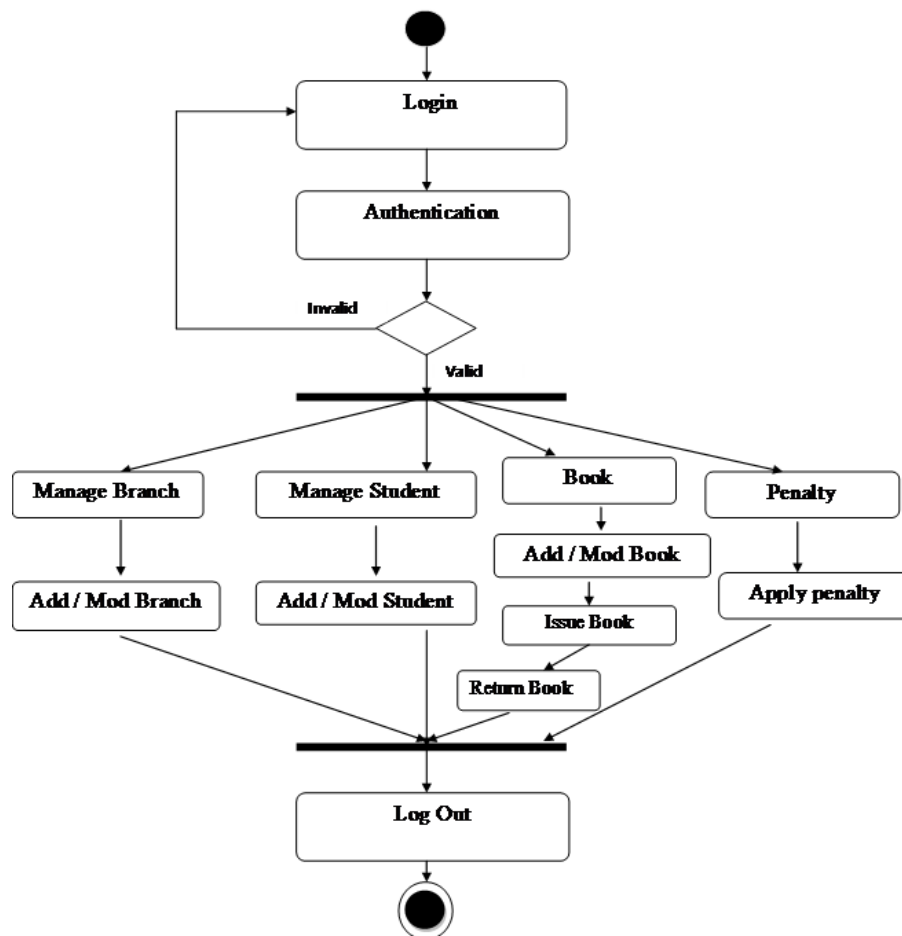 Login
Authentication
Invalid
Valid
Manage Branch
Manage Student
Book
Penalty
Add / Mod Book
Add / Mod Branch
Add / Mod Student
Apply penalty
Issue Book
Return Book
Log Out